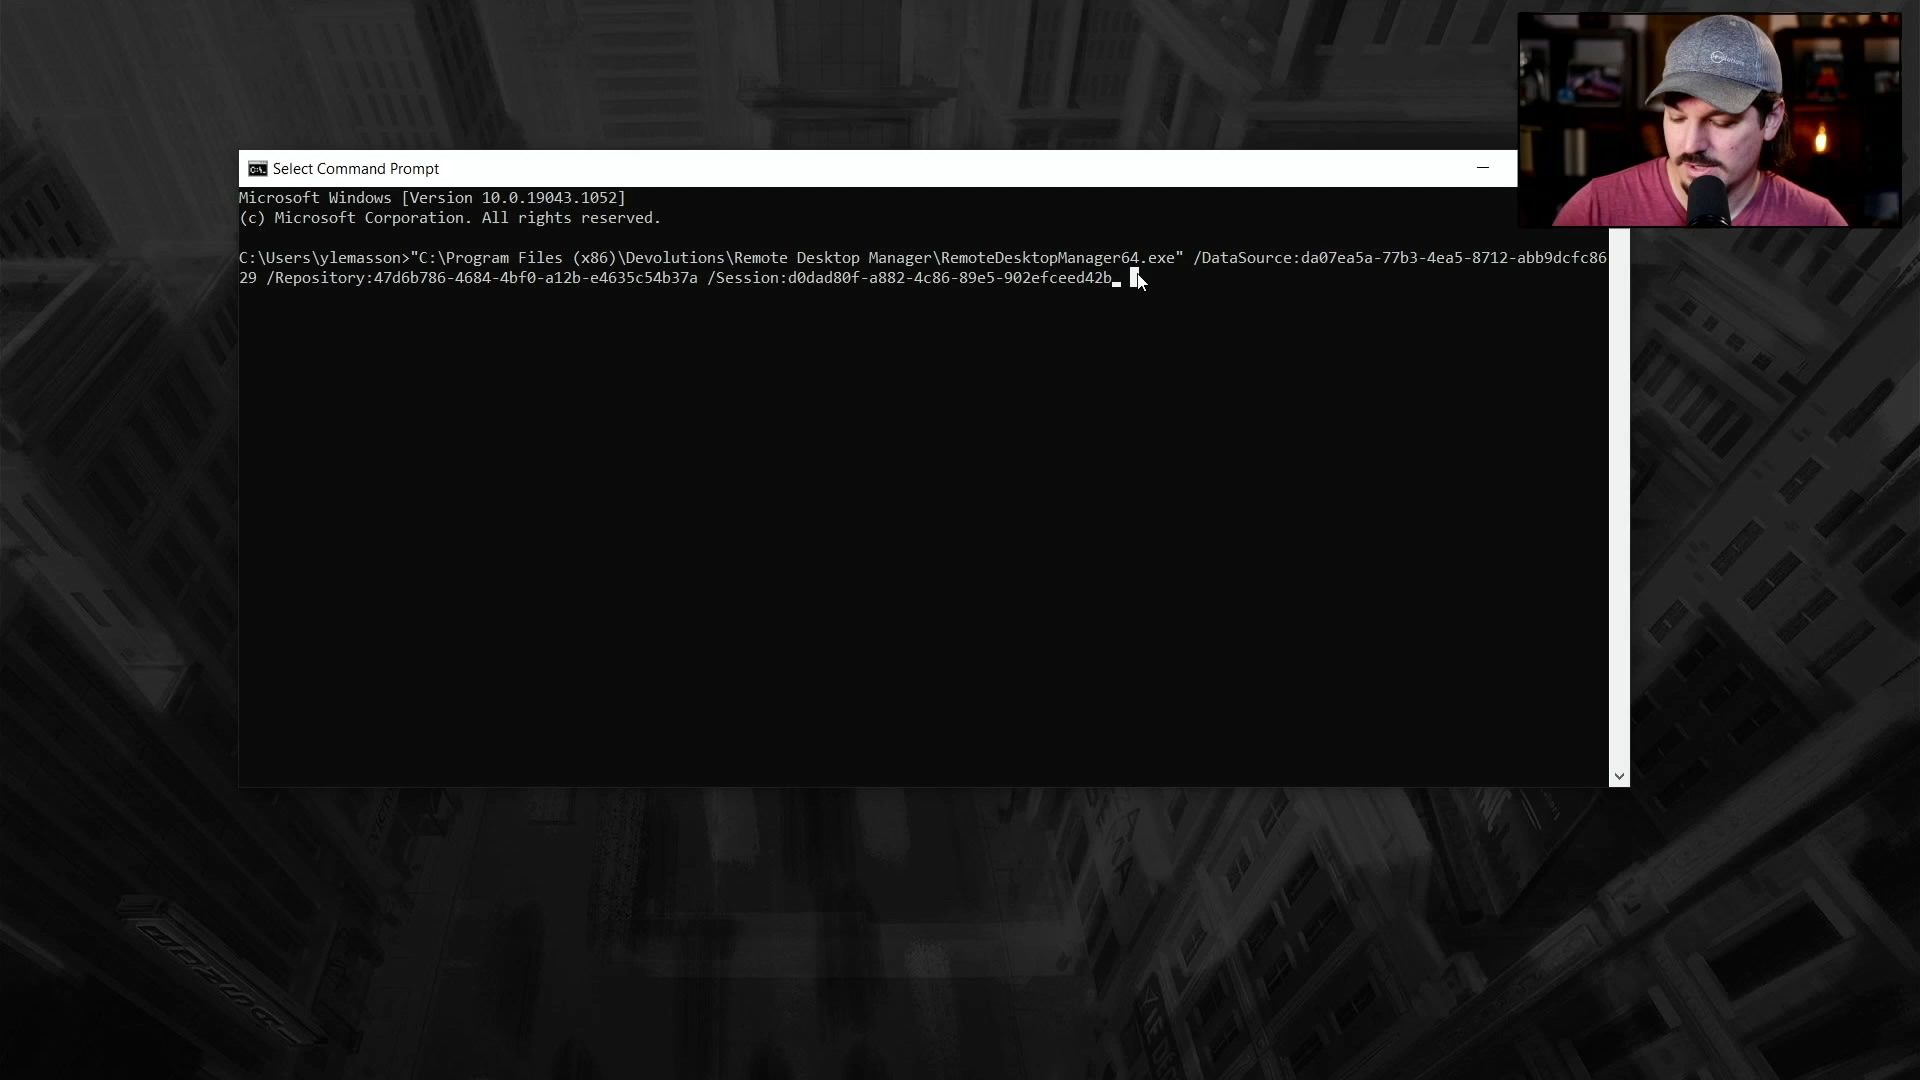 Select Command Prompt
Microsoft Windows [Version 10.0.19043.1052]
(c) Microsoft Corporation. All rights reserved.
C:\Users\ylemasson>"C:\Program Files (x86)\Devolutions\Remote Desktop Manager\RemoteDesktopManager64.exe" /DataSource:da07ea5a-77b3-4ea5-8712-abb9dcfc86
29 /Repository:47d6b786-4684-4bf0-a12b-e4635c54b37a /Session:d0dad80f-a882-4c86-89e5-902efceed42b